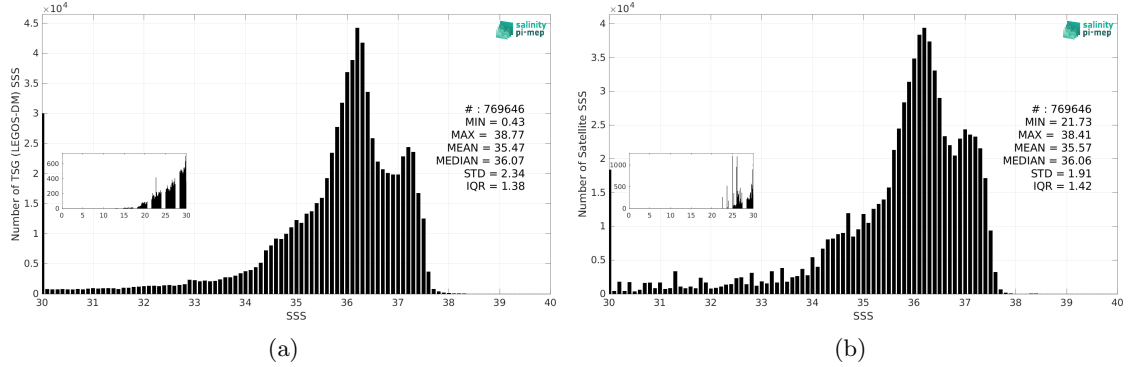 ×10⁴
4.5
4
3.5
3
2.5
2
1.5
1
0.5
0
Number of TSG (LEGOS-DM) SSS
salinity
pi-mep
# : 769646
MIN = 0.43
MAX = 38.77
MEAN = 35.47
MEDIAN = 36.07
STD = 2.34
IQR = 1.38
600
400
200
0
0 5 10 15 20 25 30
30 31 32 33 34 35 36 37 38 39 40
SSS
(a)
×10⁴
4
3.5
3
2.5
2
1.5
1
0.5
0
Number of Satellite SSS
salinity
pi-mep
# : 769646
MIN = 21.73
MAX = 38.41
MEAN = 35.57
MEDIAN = 36.06
STD = 1.91
IQR = 1.42
1000
500
0
0 5 10 15 20 25 30
30 31 32 33 34 35 36 37 38 39 40
SSS
(b)